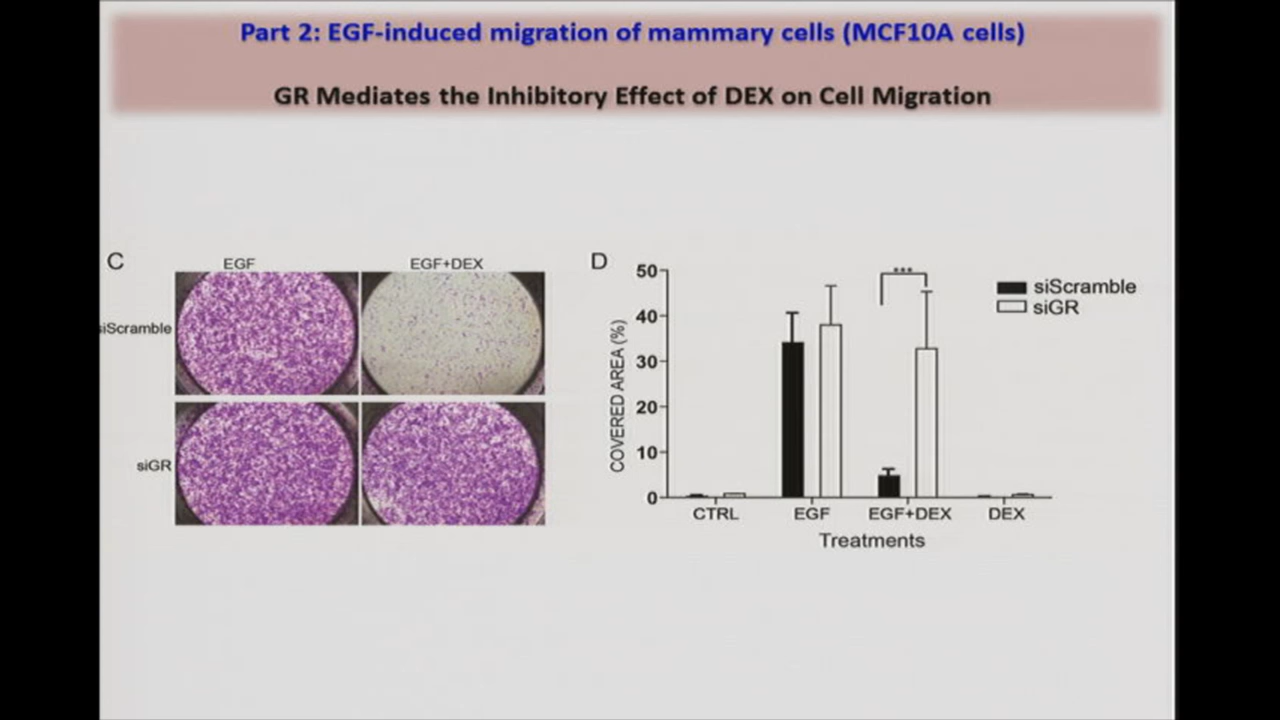 Part 2: EGF-induced migration of mammary cells (MCF10A cells)
GR Mediates the Inhibitory Effect of DEX on Cell Migration
C
EGF
EGF+DEX
siScramble
siGR
D
COVERED AREA (%)
50
40
30
20
10
0
***
siScramble
siGR
CTRL
EGF
EGF+DEX
DEX
Treatments